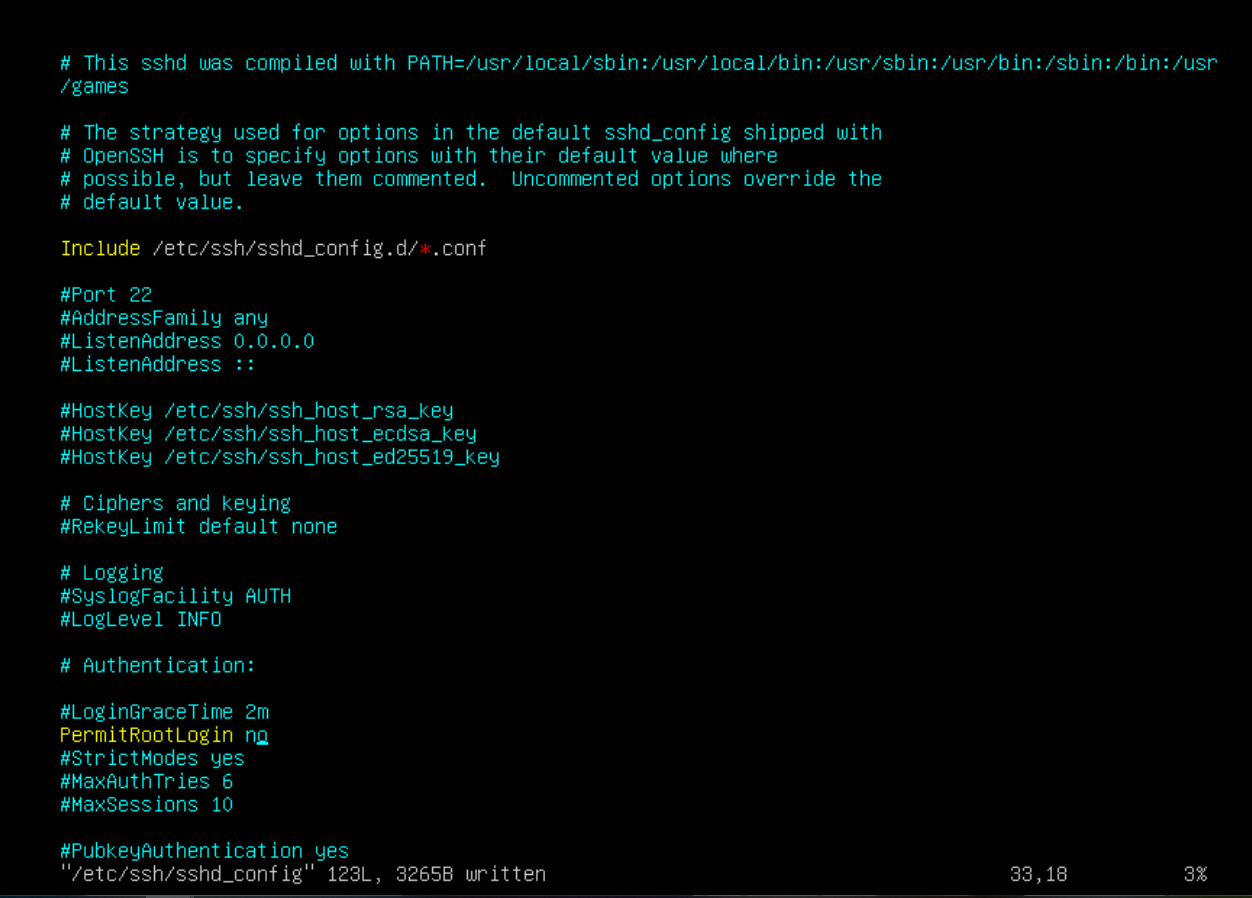 # This sshd was compiled with PATH=/usr/local/sbin:/usr/local/bin:/usr/sbin:/usr/bin:/sbin:/bin:/usr
/games
# The strategy used for options in the default sshd_config shipped with
# OpenSSH is to specify options with their default value where
# possible, but leave them commented.  Uncommented options override the
# default value.
Include /etc/ssh/sshd_config.d/*.conf
#Port 22
#AddressFamily any
#ListenAddress 0.0.0.0
#ListenAddress ::
#HostKey /etc/ssh/ssh_host_rsa_key
#HostKey /etc/ssh/ssh_host_ecdsa_key
#HostKey /etc/ssh/ssh_host_ed25519_key
# Ciphers and keying
#RekeyLimit default none
# Logging
#SyslogFacility AUTH
#LogLevel INFO
# Authentication:
#LoginGraceTime 2m
PermitRootLogin no
#StrictModes yes
#MaxAuthTries 6
#MaxSessions 10
#PubkeyAuthentication yes
"/etc/ssh/sshd_config" 123L, 3265B written 33,18 3%